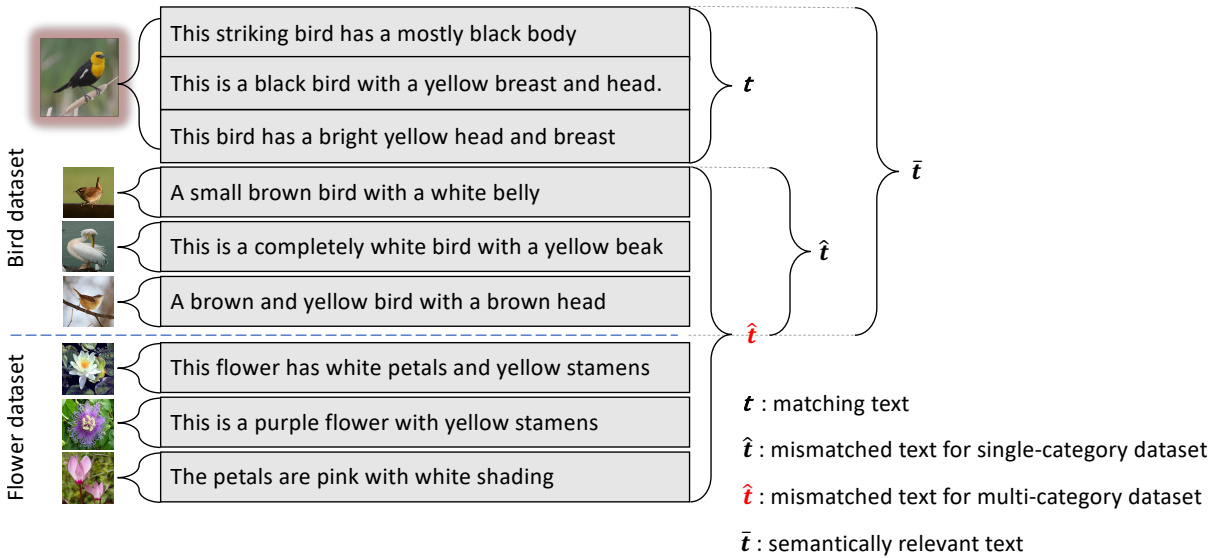 This striking bird has a mostly black body
This is a black bird with a yellow breast and head.
This bird has a bright yellow head and breast
t
t̄
Bird dataset
A small brown bird with a white belly
This is a completely white bird with a yellow beak
A brown and yellow bird with a brown head
t̂
t̂
Flower dataset
This flower has white petals and yellow stamens
This is a purple flower with yellow stamens
The petals are pink with white shading
t : matching text
t̂ : mismatched text for single-category dataset
t̂ : mismatched text for multi-category dataset
t̄ : semantically relevant text